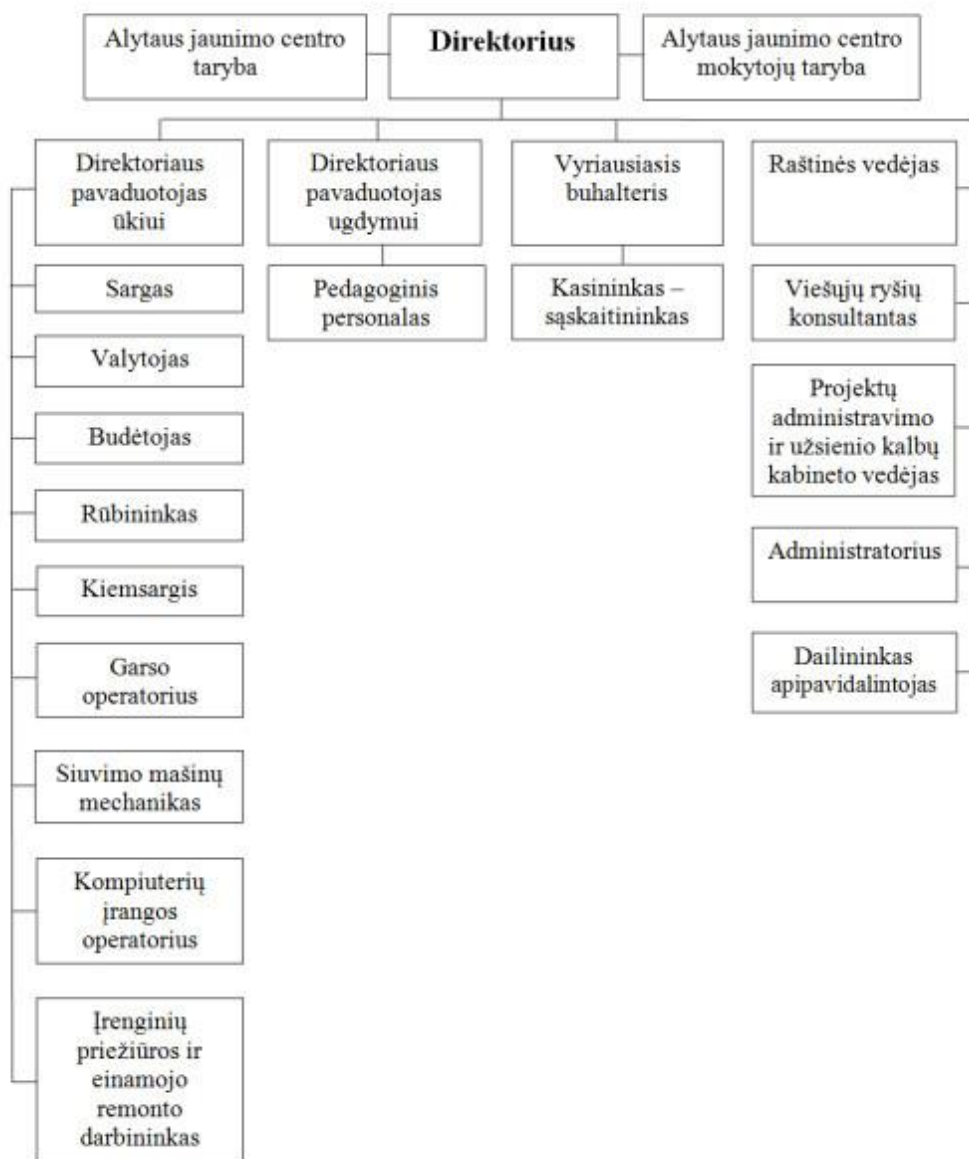 Alytaus jaunimo centro
taryba
Direktorius
Alytaus jaunimo centro
mokytojų taryba
Direktoriaus
pavaduotojas
ūkiui
Sargas
Valytojas
Budėtojas
Rūbininkas
Kiemsargis
Garso
operatorius
Siuvimo mašinų
mechanikas
Kompiuterių
įrangos
operatorius
Įrenginių
priežiūros ir
einamojo
remonto
darbininkas
Direktoriaus
pavaduotojas
ugdymui
Pedagoginis
personalas
Vyriausiasis
buhalteris
Kasininkas –
sąskaitininkas
Raštinės vedėjas
Viešųjų ryšių
konsultantas
Projektų
administravimo
ir užsienio kalbų
kabineto vedėjas
Administratorius
Dailininkas
apipavidalintojas